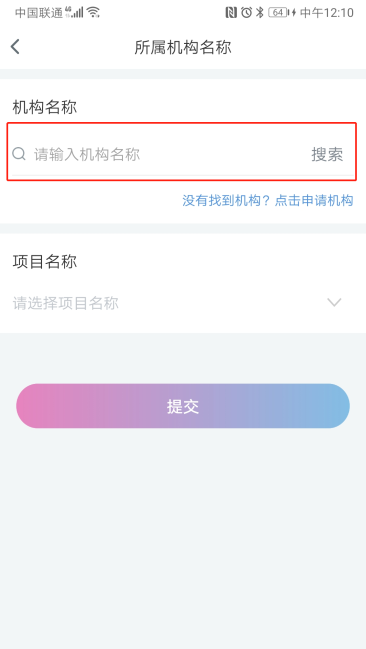 中国联通 46 64 中午12:10
所属机构名称
机构名称
请输入机构名称 搜索
没有找到机构？点击申请机构
项目名称
请选择项目名称
提交